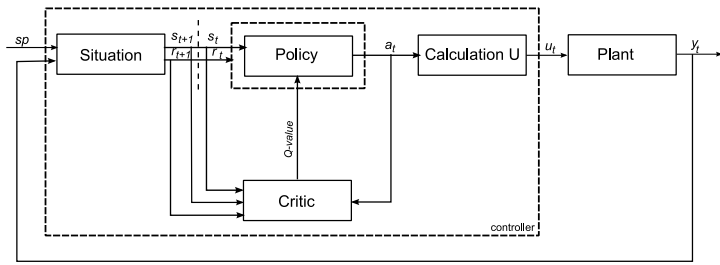 sp
Situation
s_{t+1}
r_{t+1}
s_t
r_t
Policy
a_t
Calculation U
u_t
Plant
y_t
Q-value
Critic
controller